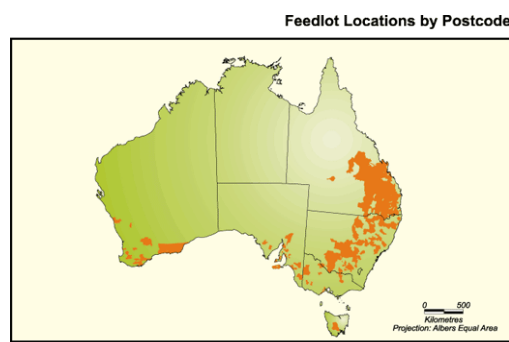 Feedlot Locations by Postcode
0 500
Kilometres
Projection: Albers Equal Area